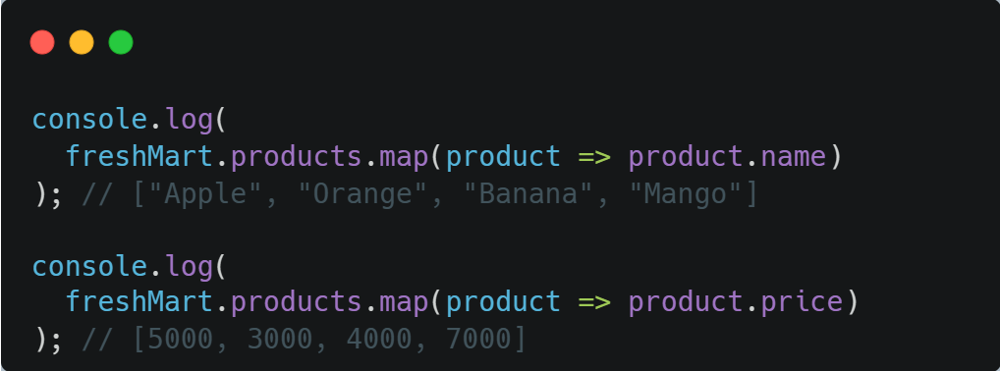 console.log(
  freshMart.products.map(product => product.name)
); // ["Apple", "Orange", "Banana", "Mango"]

console.log(
  freshMart.products.map(product => product.price)
); // [5000, 3000, 4000, 7000]